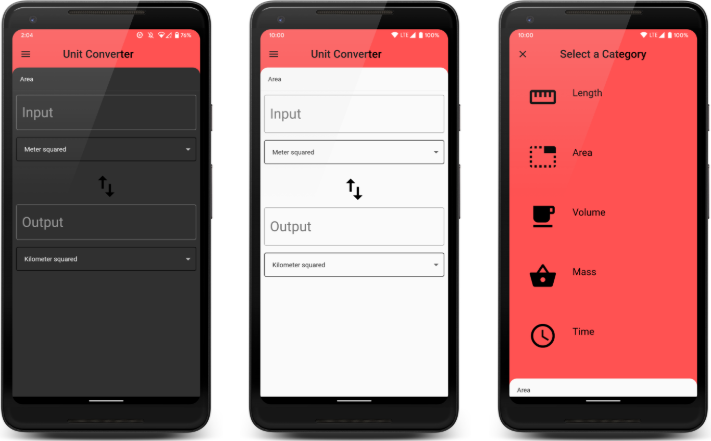 2:04 76%
Unit Converter
Area
Input
Meter squared
Output
Kilometer squared
10:00 LTE 100%
Unit Converter
Area
Input
Meter squared
Output
Kilometer squared
10:00 LTE 100%
Select a Category
Length
Area
Volume
Mass
Time
Area